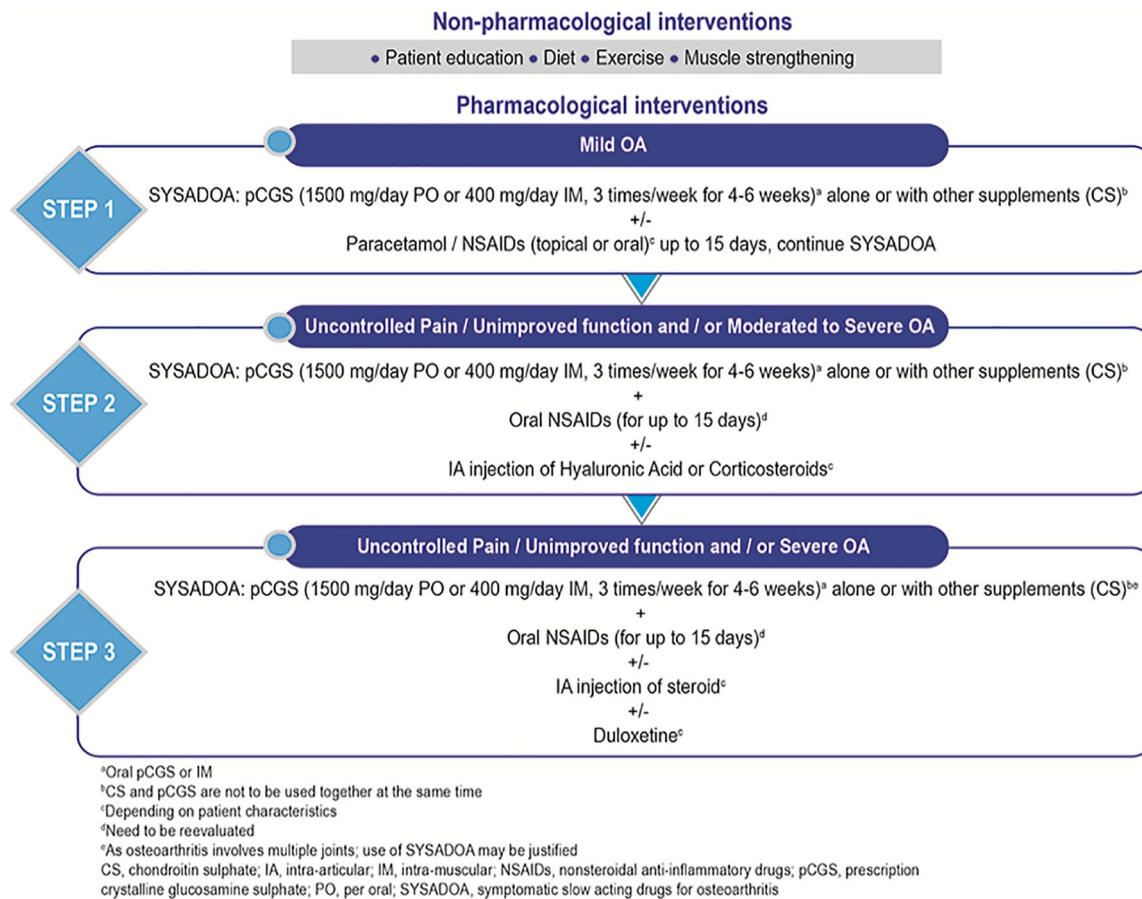 Non-pharmacological interventions
• Patient education • Diet • Exercise • Muscle strengthening
Pharmacological interventions
Mild OA
STEP 1
SYSADOA: pCGS (1500 mg/day PO or 400 mg/day IM, 3 times/week for 4-6 weeks)ᵃ alone or with other supplements (CS)ᵇ
+/-
Paracetamol / NSAIDs (topical or oral)ᶜ up to 15 days, continue SYSADOA
Uncontrolled Pain / Unimproved function and / or Moderated to Severe OA
STEP 2
SYSADOA: pCGS (1500 mg/day PO or 400 mg/day IM, 3 times/week for 4-6 weeks)ᵃ alone or with other supplements (CS)ᵇ
+
Oral NSAIDs (for up to 15 days)ᵈ
+/-
IA injection of Hyaluronic Acid or Corticosteroidsᶜ
Uncontrolled Pain / Unimproved function and / or Severe OA
STEP 3
SYSADOA: pCGS (1500 mg/day PO or 400 mg/day IM, 3 times/week for 4-6 weeks)ᵃ alone or with other supplements (CS)ᵇᵉ
+
Oral NSAIDs (for up to 15 days)ᵈ
+/-
IA injection of steroidᶜ
+/-
Duloxetineᶜ
ᵃOral pCGS or IM
ᵇCS and pCGS are not to be used together at the same time
ᶜDepending on patient characteristics
ᵈNeed to be reevaluated
ᵉAs osteoarthritis involves multiple joints; use of SYSADOA may be justified
CS, chondroitin sulphate; IA, intra-articular; IM, intra-muscular; NSAIDs, nonsteroidal anti-inflammatory drugs; pCGS, prescription
crystalline glucosamine sulphate; PO, per oral; SYSADOA, symptomatic slow acting drugs for osteoarthritis